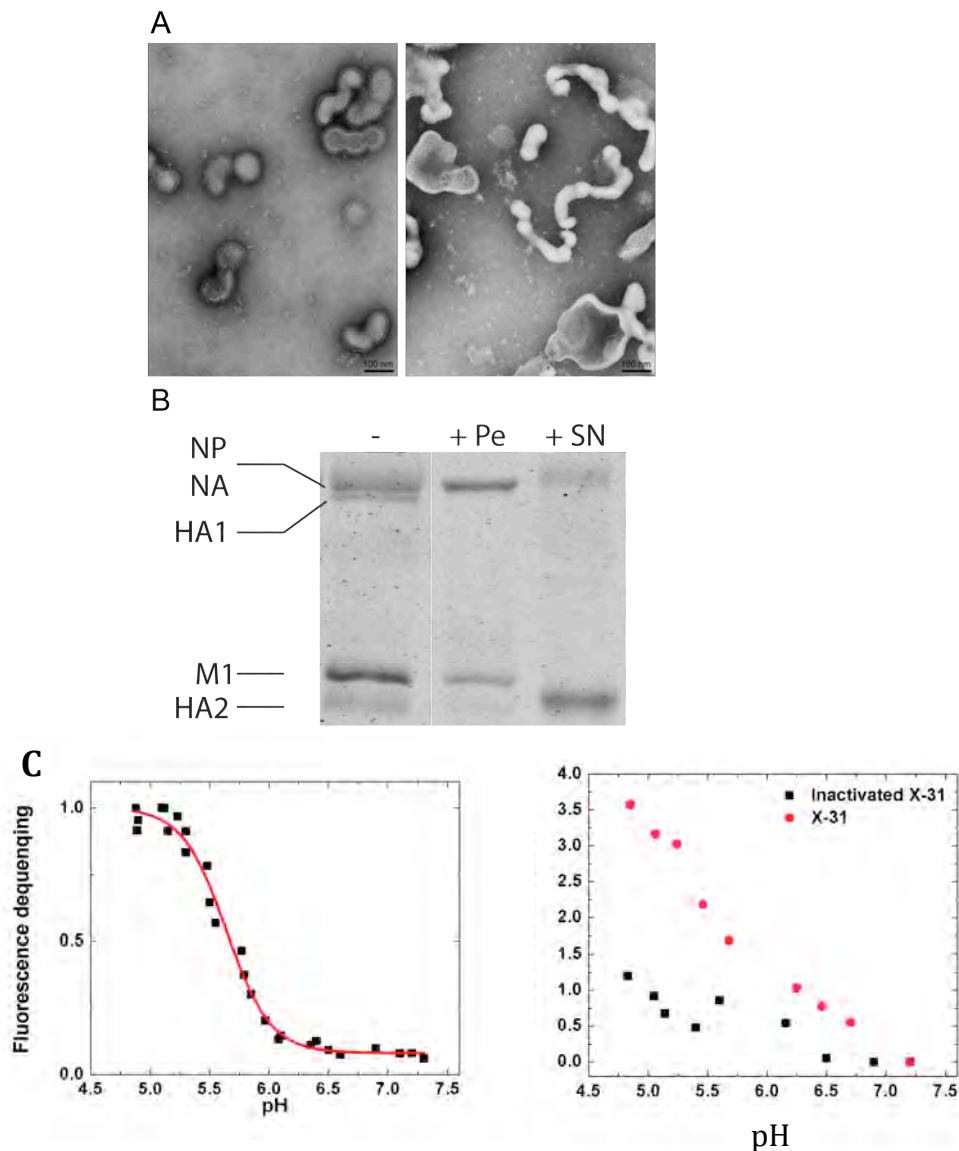 A
100 nm
100 nm
B
- + Pe + SN
NP
NA
HA1
M1
HA2
C
Fluorescence dequenqing
1.0
0.5
0.0
4.5 5.0 5.5 6.0 6.5 7.0 7.5
pH
4.0
3.5
3.0
2.5
2.0
1.5
1.0
0.5
0.0
Inactivated X-31
X-31
4.5 5.0 5.5 6.0 6.5 7.0 7.5
pH